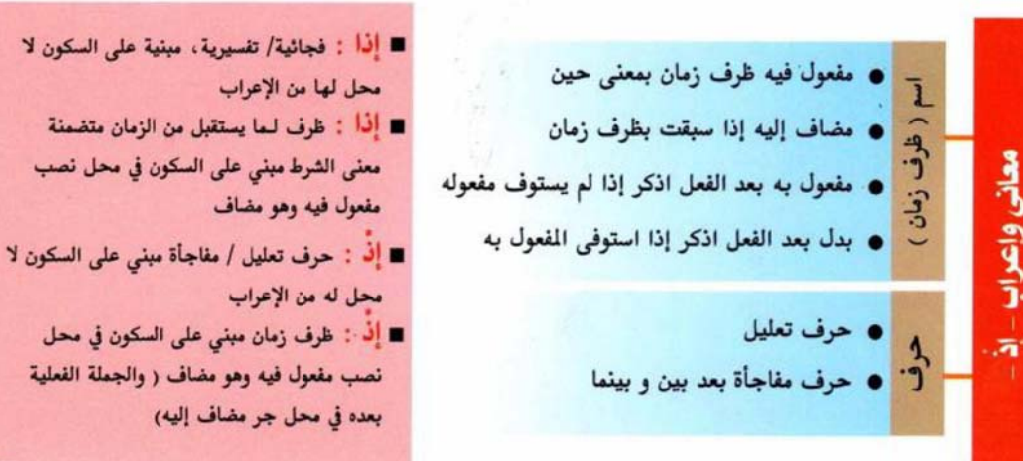 معاني وإعراب - إذْ -
اسم ( ظرف زمان )
● مفعول فيه ظرف زمان بمعنى حين
● مضاف إليه إذا سبقت بظرف زمان
● مفعول به بعد الفعل اذكر إذا لم يستوف مفعوله
● بدل بعد الفعل اذكر إذا استوفى المفعول به
حرف
● حرف تعليل
● حرف مفاجأة بعد بين و بينما
■ إذا : فجائية/ تفسيرية، مبنية على السكون لا
محل لها من الإعراب
■ إذا : ظرف لـما يستقبل من الزمان متضمنة
معنى الشرط مبني على السكون في محل نصب
مفعول فيه وهو مضاف
■ إذْ : حرف تعليل / مفاجأة مبني على السكون لا
محل له من الإعراب
■ إذْ : ظرف زمان مبني على السكون في محل
نصب مفعول فيه وهو مضاف ( والجملة الفعلية
بعده في محل جر مضاف إليه)